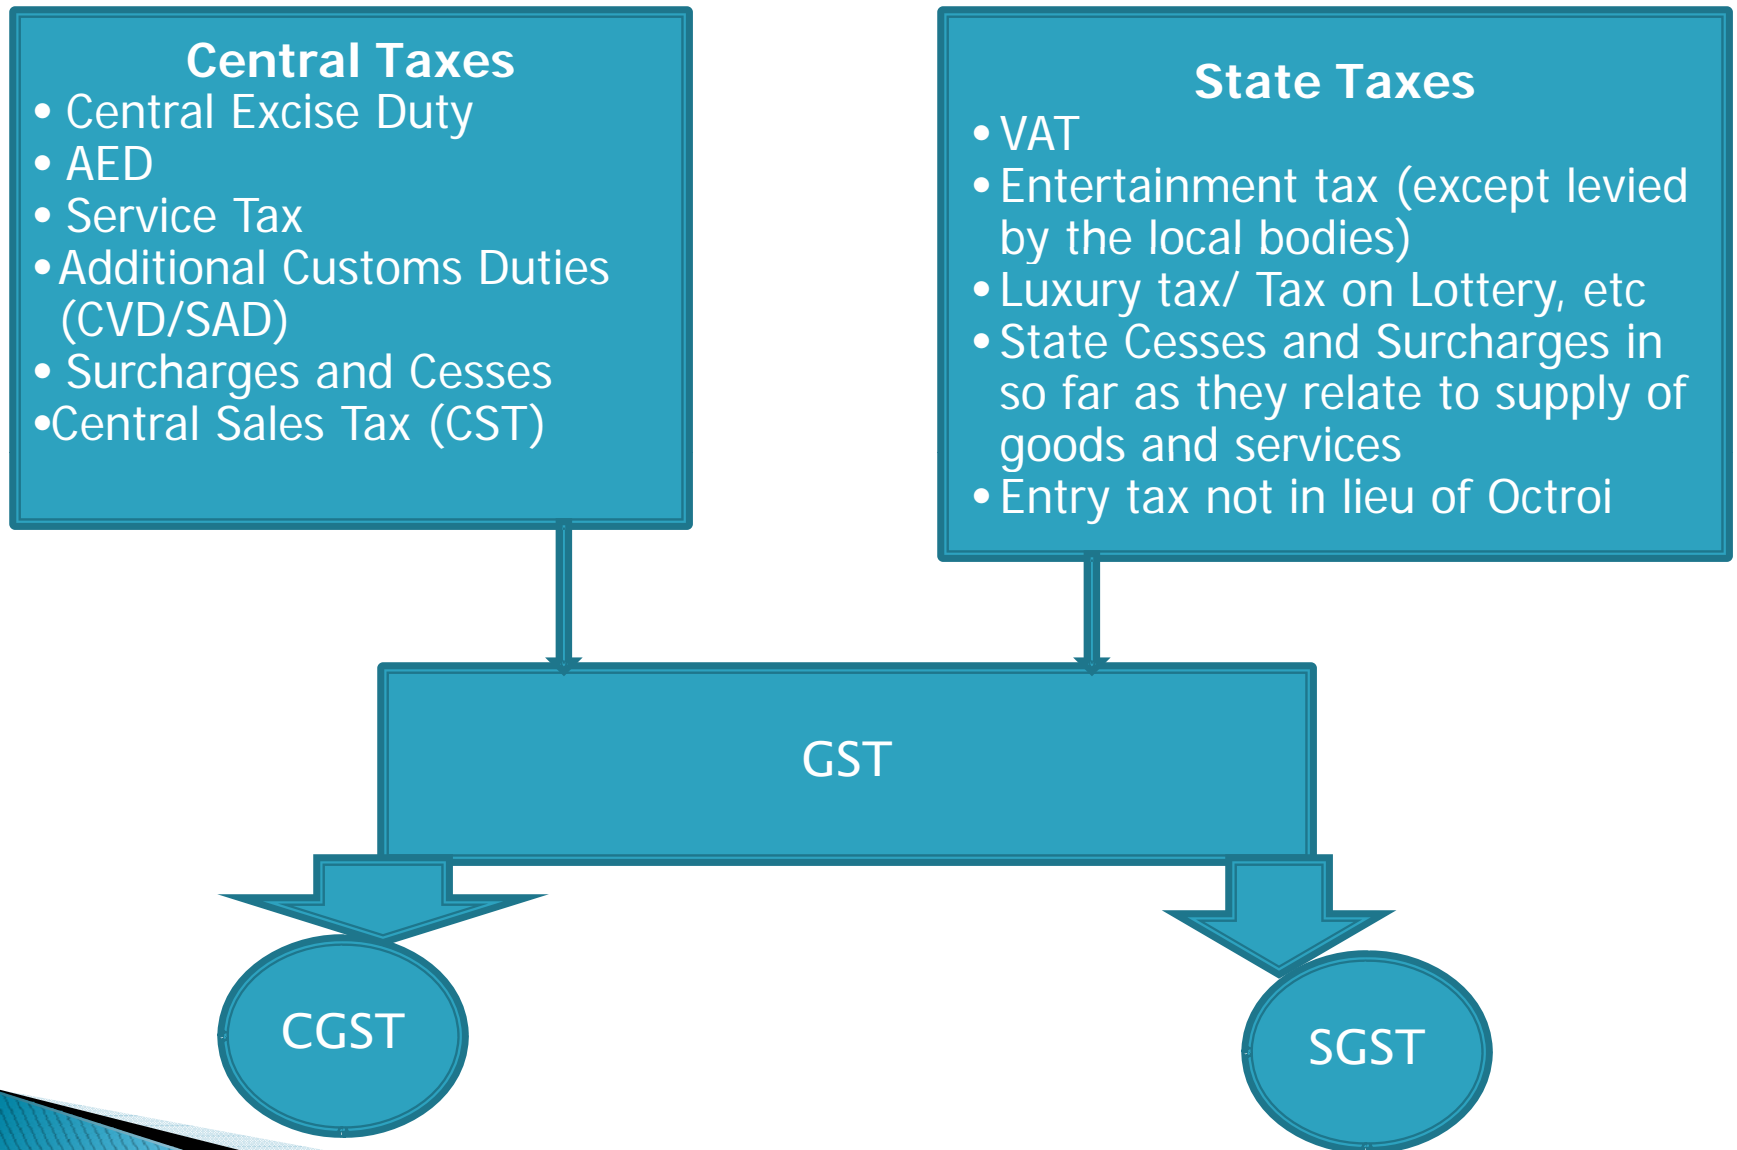 Central Taxes
• Central Excise Duty
• AED
• Service Tax
• Additional Customs Duties
(CVD/SAD)
• Surcharges and Cesses
•Central Sales Tax (CST)
State Taxes
• VAT
• Entertainment tax (except levied
by the local bodies)
• Luxury tax/ Tax on Lottery, etc
• State Cesses and Surcharges in
so far as they relate to supply of
goods and services
• Entry tax not in lieu of Octroi
GST
CGST
SGST